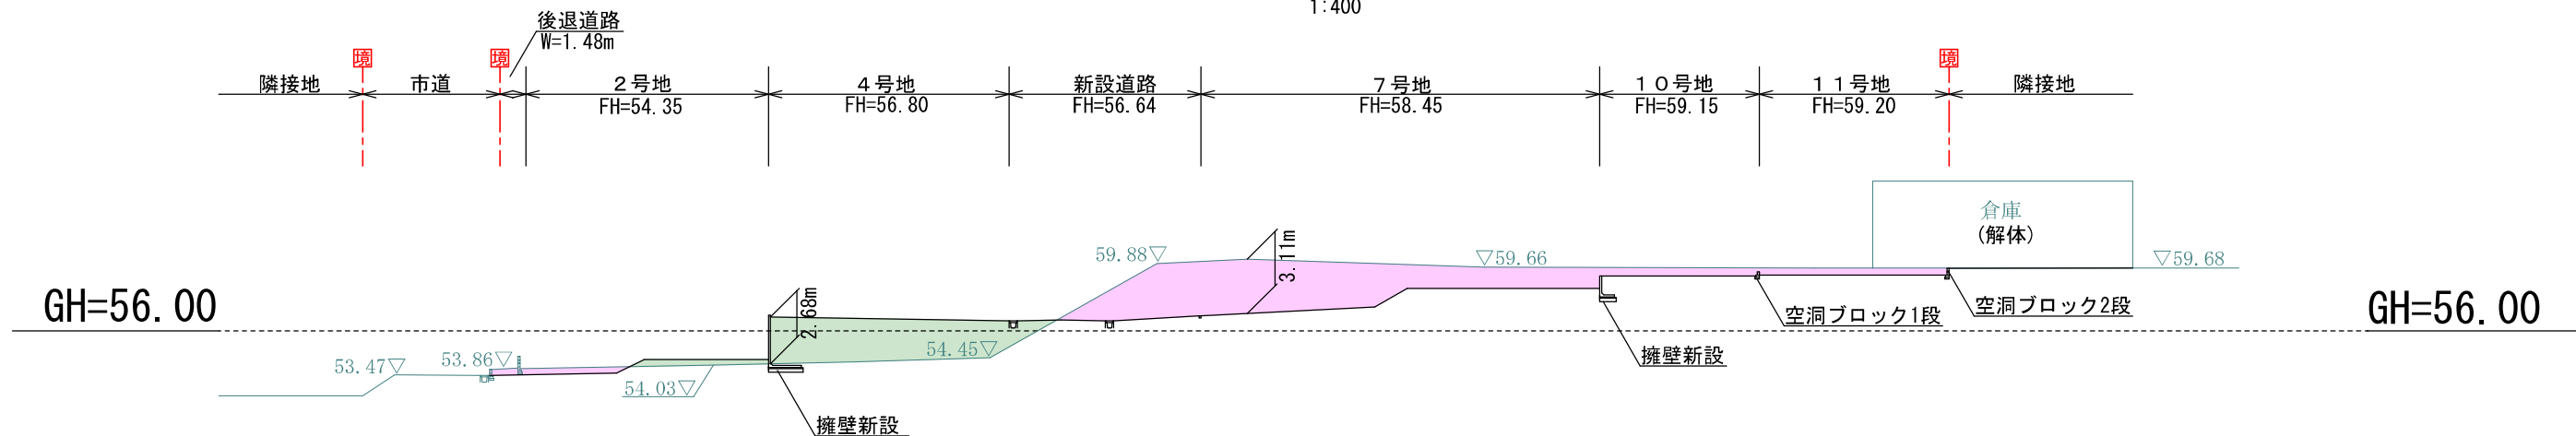 1:400
後退道路
W=1.48m
境
境
境
隣接地
市道
２号地
FH=54.35
４号地
FH=56.80
新設道路
FH=56.64
７号地
FH=58.45
１０号地
FH=59.15
１１号地
FH=59.20
隣接地
倉庫
(解体)
59.88▽
3.11m
▽59.66
▽59.68
GH=56.00
2.68m
GH=56.00
空洞ブロック1段
空洞ブロック2段
53.47▽
53.86▽
54.45▽
擁壁新設
54.03▽
擁壁新設